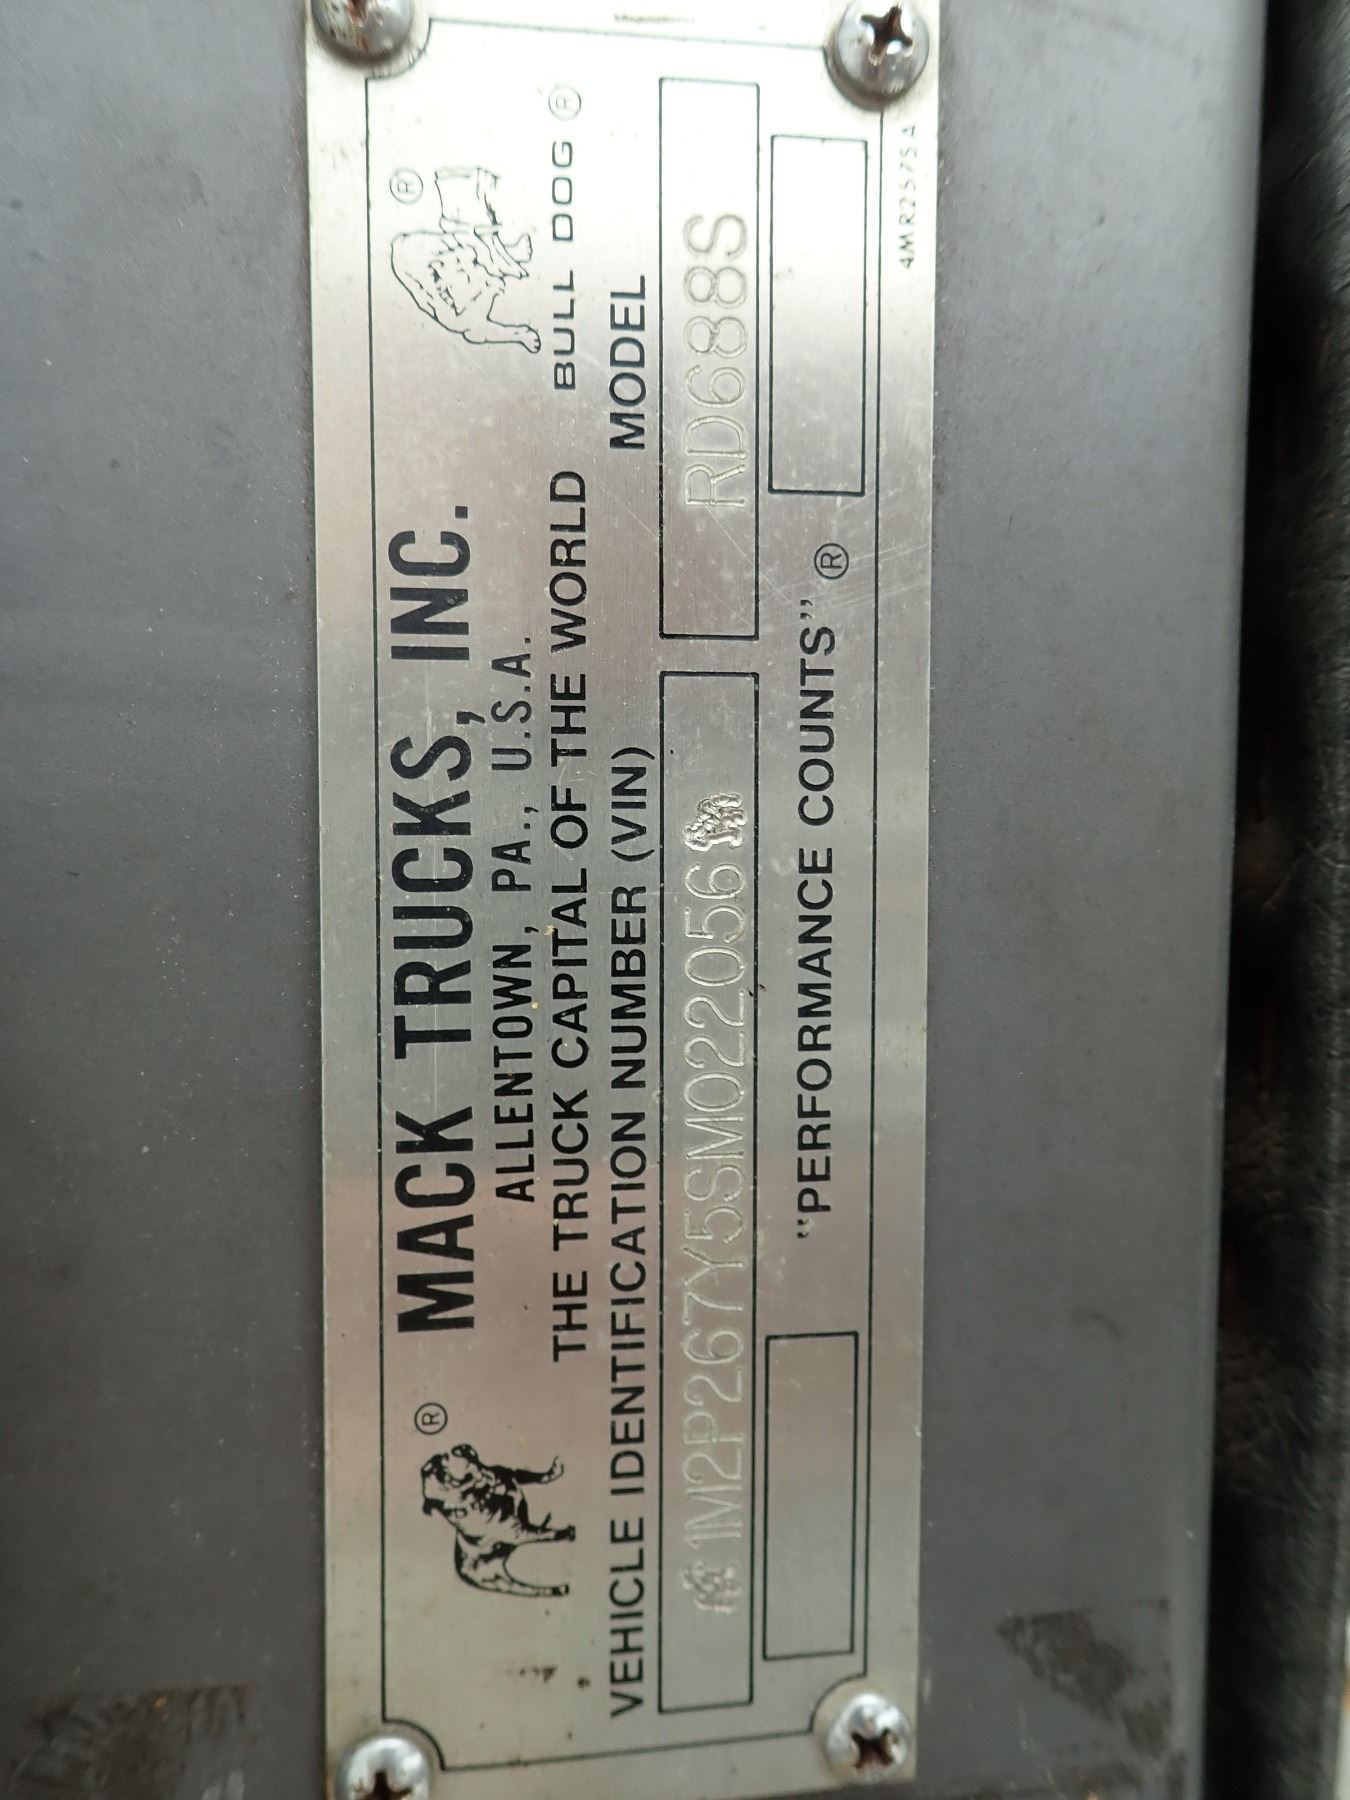 MACK TRUCKS, INC. ®
ALLENTOWN, PA., U.S.A.
THE TRUCK CAPITAL OF THE WORLD
®
BULL DOG ®
VEHICLE IDENTIFICATION NUMBER (VIN)
MODEL
1M2P267Y5SM022056
RD688S
"PERFORMANCE COUNTS" ®
4MR2575A